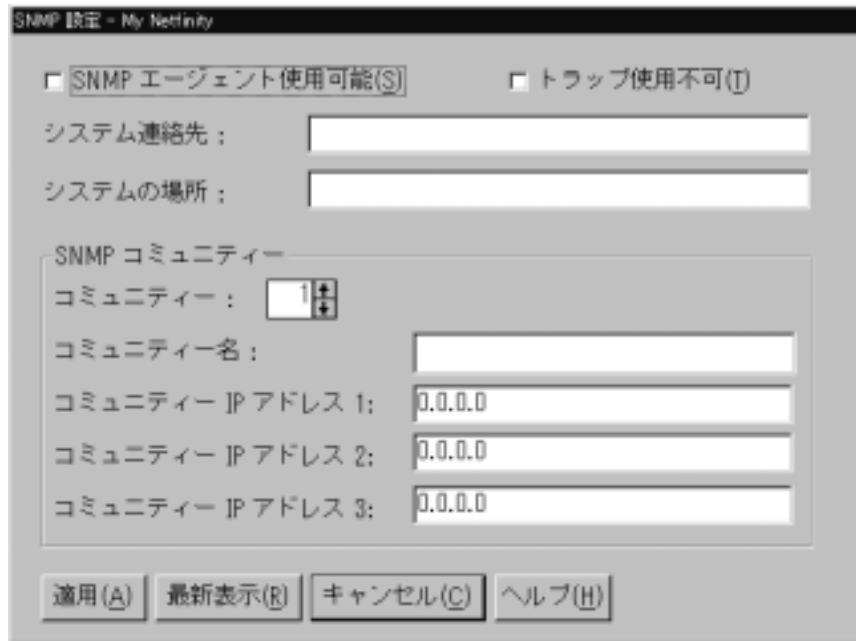 SNMP 設定 - My Netfinity
SNMP エージェント使用可能(S) トラップ使用不可(T)
システム連絡先 :
システムの場所 :
SNMP コミュニティー
コミュニティー : 1
コミュニティー名 :
コミュニティー IP アドレス 1: 0.0.0.0
コミュニティー IP アドレス 2: 0.0.0.0
コミュニティー IP アドレス 3: 0.0.0.0
適用(A) 最新表示(R) キャンセル(C) ヘルプ(H)